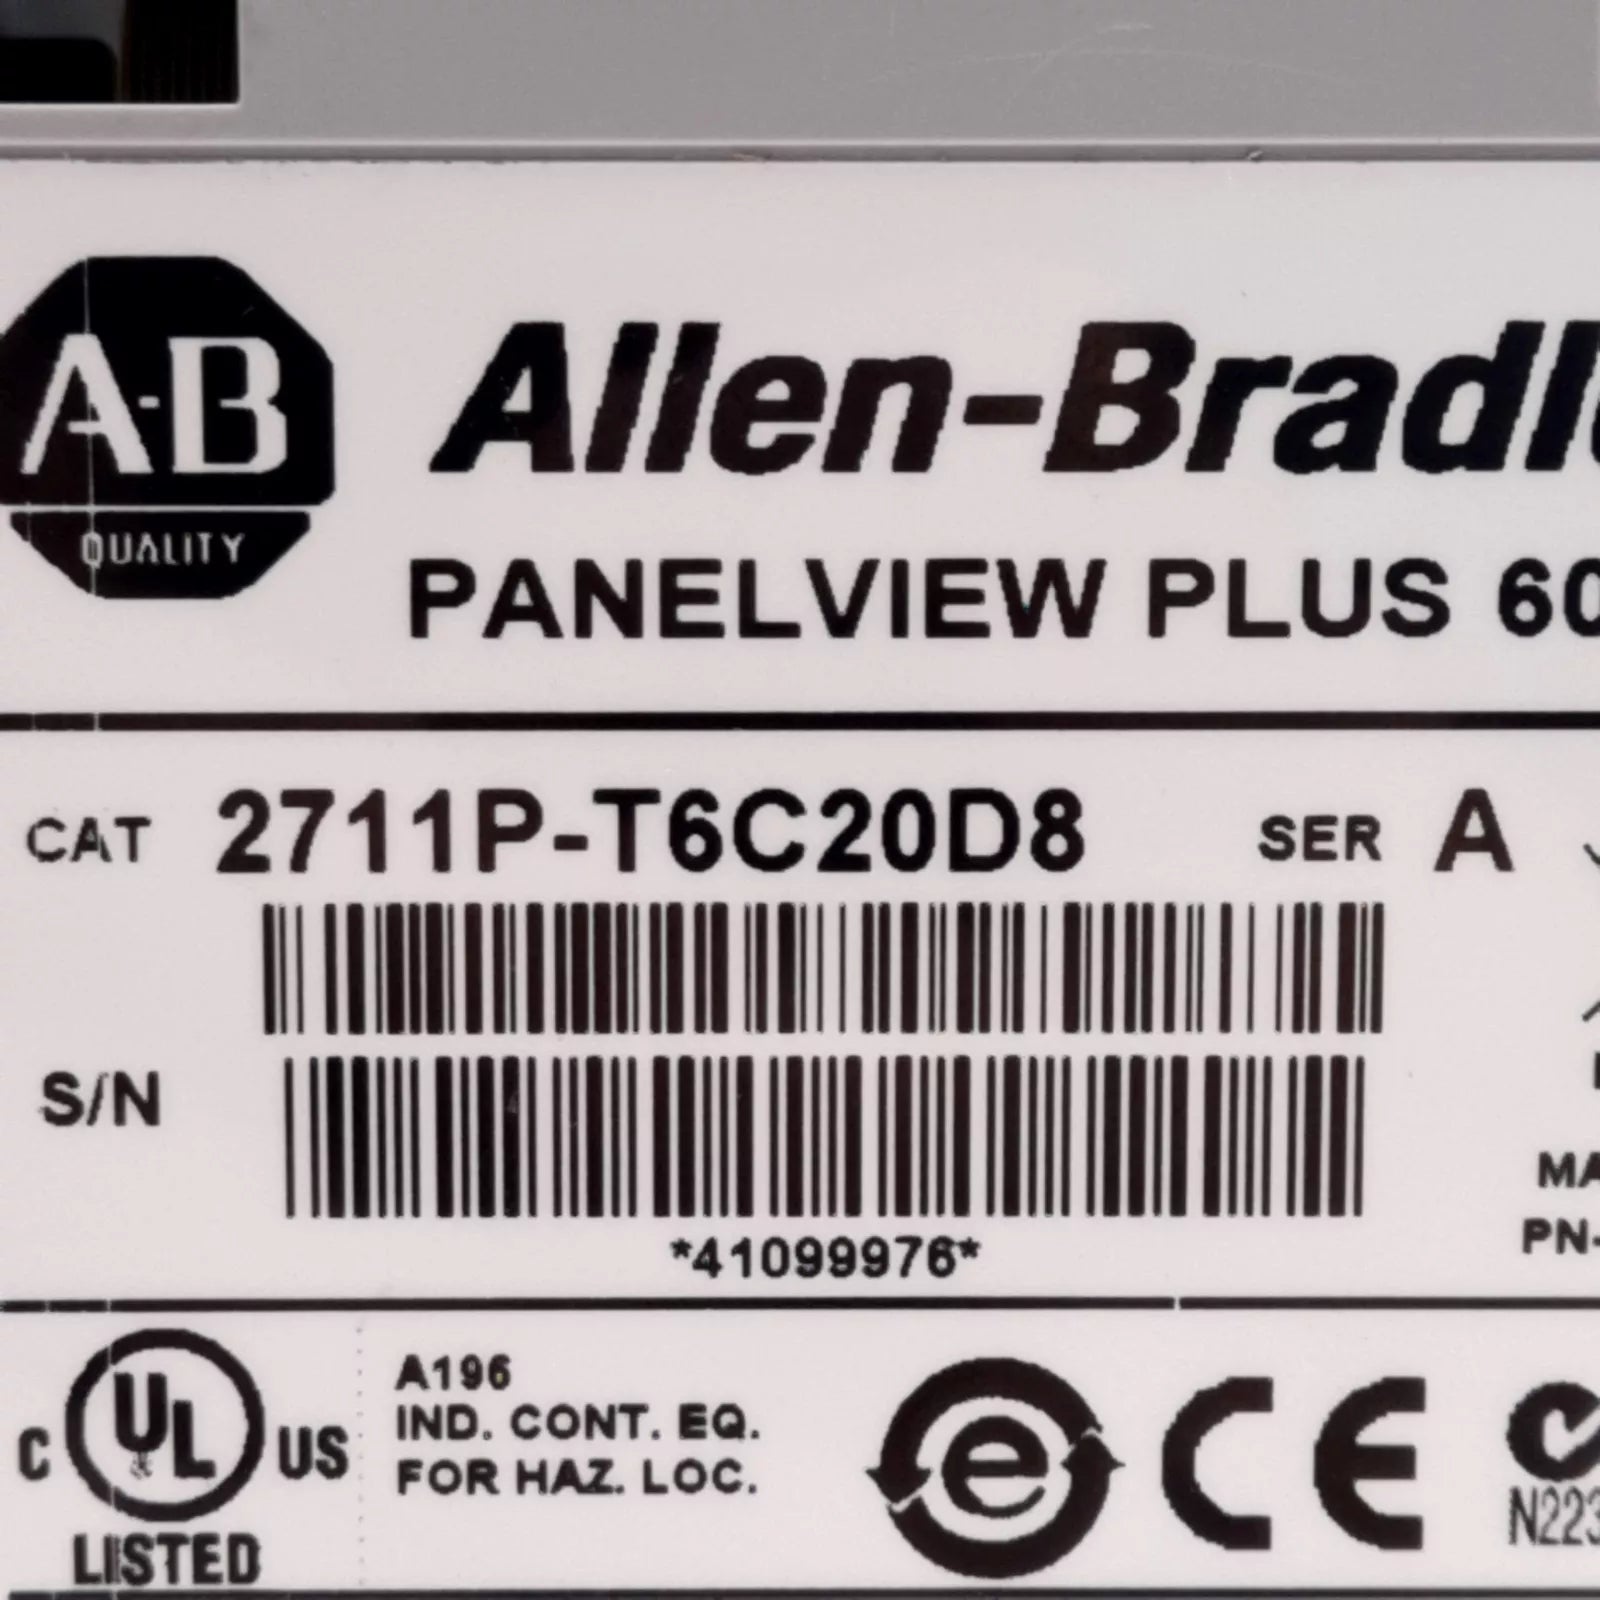 A-B
QUALITY
Allen-Bradl
PANELVIEW PLUS 60
CAT 2711P-T6C20D8 SER A
S/N
*41099976*
MA
PN-
C UL US
LISTED
A196
IND. CONT. EQ.
FOR HAZ. LOC.
e
CE
N223